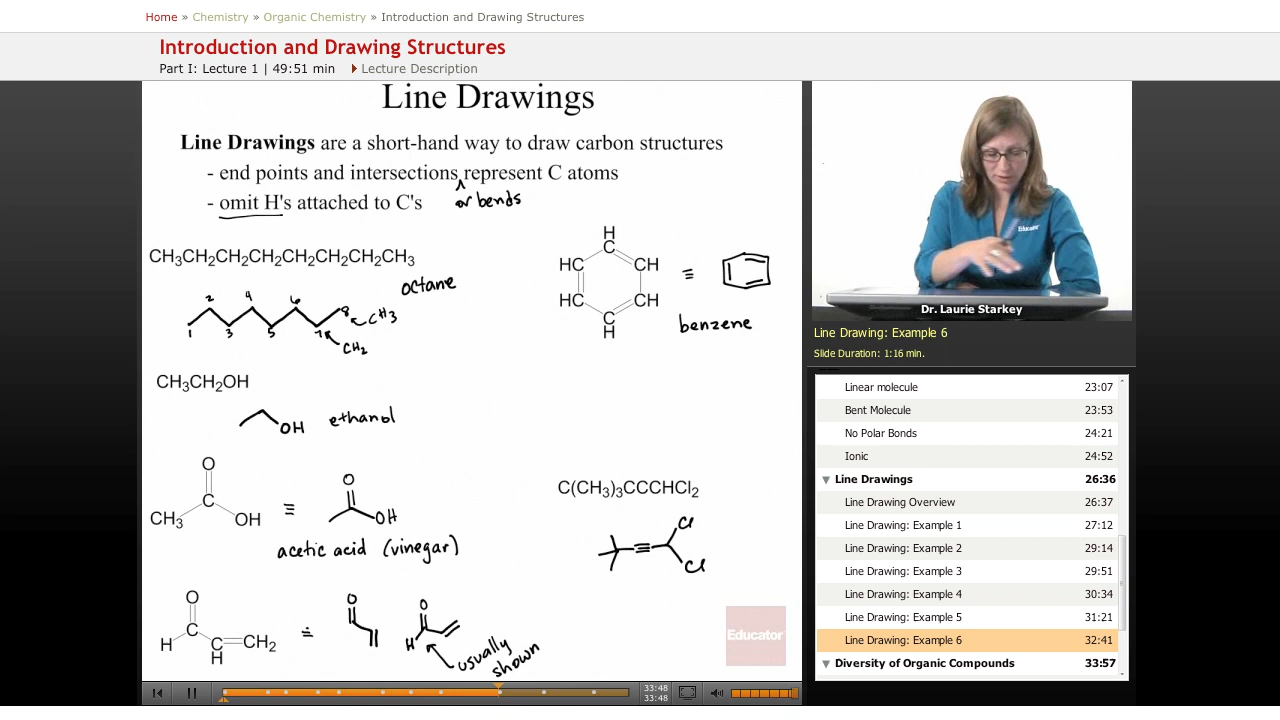 Home » Chemistry » Organic Chemistry » Introduction and Drawing Structures
Introduction and Drawing Structures
Part I: Lecture 1 | 49:51 min Lecture Description
Line Drawings
Line Drawings are a short-hand way to draw carbon structures
- end points and intersections represent C atoms
- omit H's attached to C's
^ or bends
CH3CH2CH2CH2CH2CH2CH2CH3
octane
1 2 3 4 5 6 7 8
CH3
CH2
H
C
HC CH
HC CH
C
H
≡
benzene
CH3CH2OH
OH ethanol
O
C
CH3 OH
≡
O
OH
acetic acid (vinegar)
C(CH3)3CCCHCl2
Cl
Cl
O
C
H C CH2
H
≡
O
O
H
usually
shown
Educator
Educator
Dr. Laurie Starkey
Line Drawing: Example 6
Slide Duration: 1:16 min.
Linear molecule 23:07
Bent Molecule 23:53
No Polar Bonds 24:21
Ionic 24:52
Line Drawings 26:36
Line Drawing Overview 26:37
Line Drawing: Example 1 27:12
Line Drawing: Example 2 29:14
Line Drawing: Example 3 29:51
Line Drawing: Example 4 30:34
Line Drawing: Example 5 31:21
Line Drawing: Example 6 32:41
Diversity of Organic Compounds 33:57
33:48
33:48